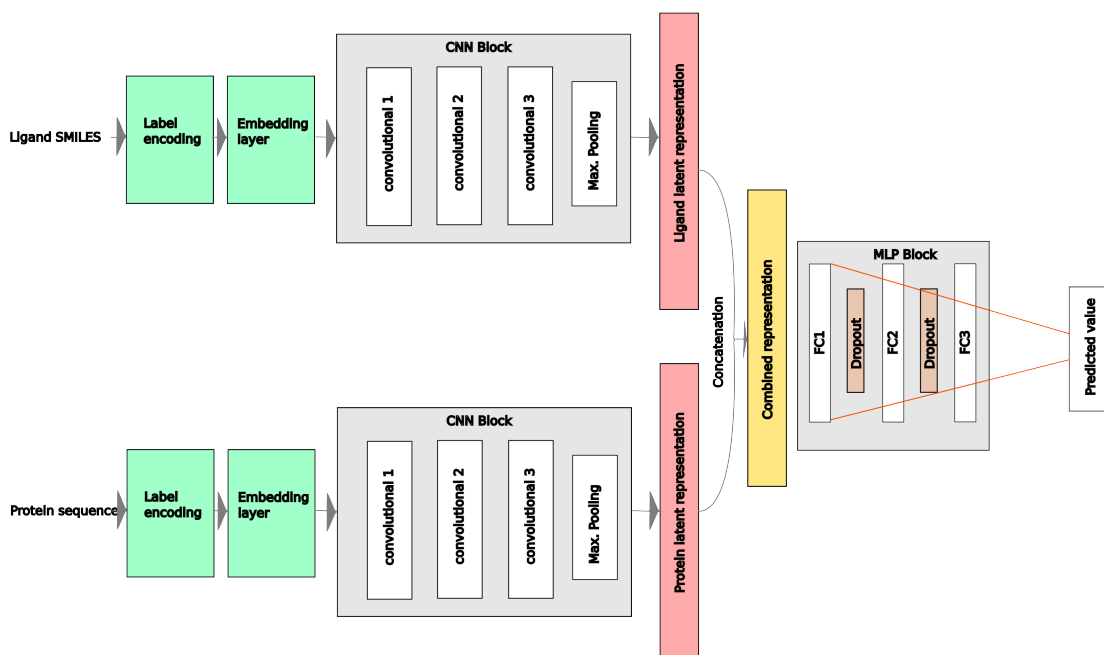 CNN Block
Ligand SMILES
Label
encoding
Embedding
layer
convolutional 1
convolutional 2
convolutional 3
Max. Pooling
Ligand latent representation
Concatenation
Combined representation
MLP Block
FC1
Dropout
FC2
Dropout
FC3
Predicted value
CNN Block
Protein sequence
Label
encoding
Embedding
layer
convolutional 1
convolutional 2
convolutional 3
Max. Pooling
Protein latent representation